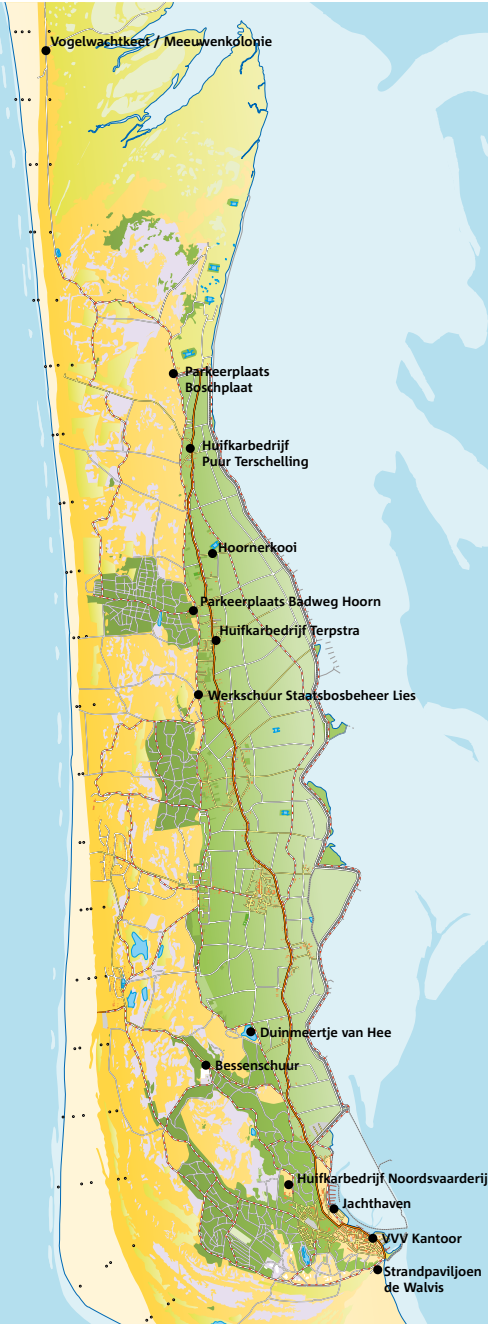 Vogelwachtkeet / Meeuwenkolonie
Parkeerplaats
Boschplaat
Huifkarbedrijf
Puur Terschelling
Hoornerkooi
Parkeerplaats Badweg Hoorn
Huifkarbedrijf Terpstra
Werkschuur Staatsbosbeheer Lies
Duinmeertje van Hee
Bessenschuur
Huifkarbedrijf Noordsvaarderij
Jachthaven
VVV Kantoor
Strandpaviljoen
de Walvis